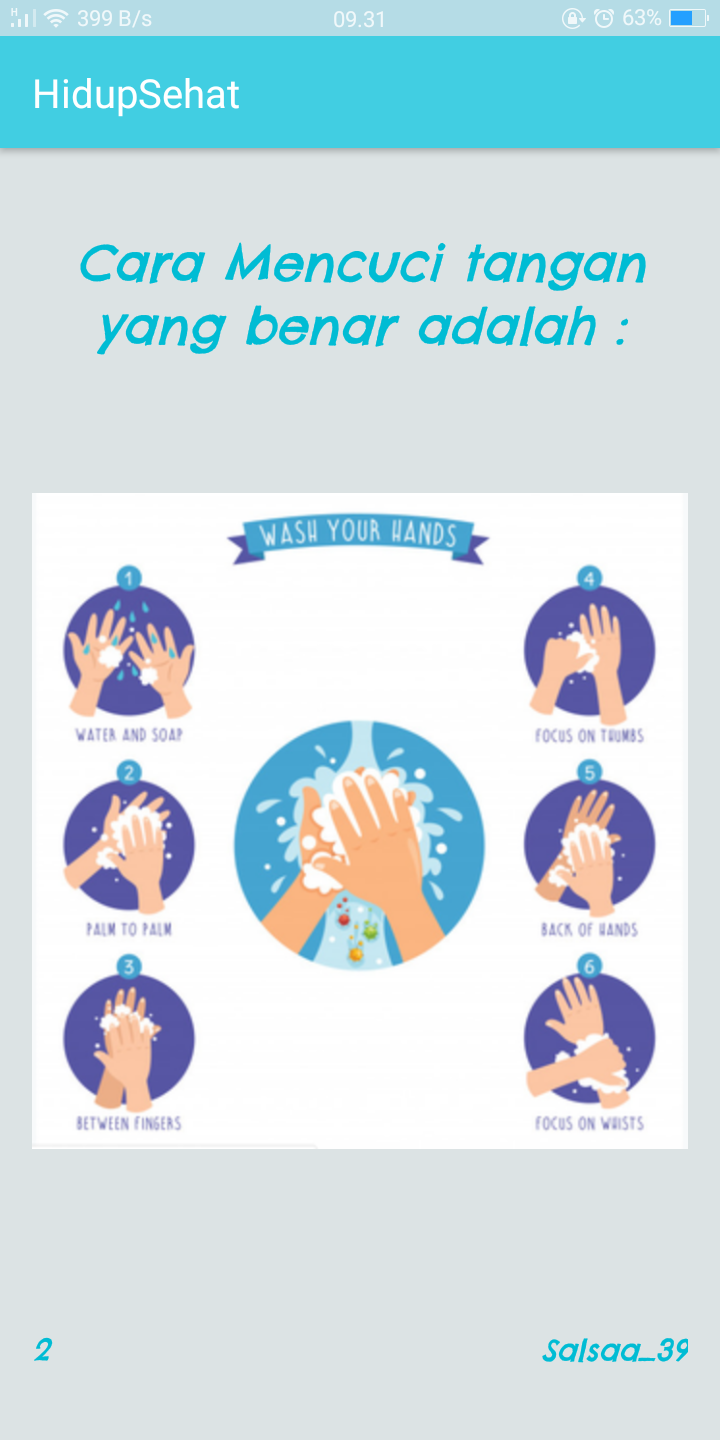 H
399 B/s
09.31
63%
HidupSehat
Cara Mencuci tangan
yang benar adalah :
WASH YOUR HANDS
1
WATER AND SOAP
2
PALM TO PALM
3
BETWEEN FINGERS
4
FOCUS ON THUMBS
5
BACK OF HANDS
6
FOCUS ON WHISTS
2
Salsaa_39